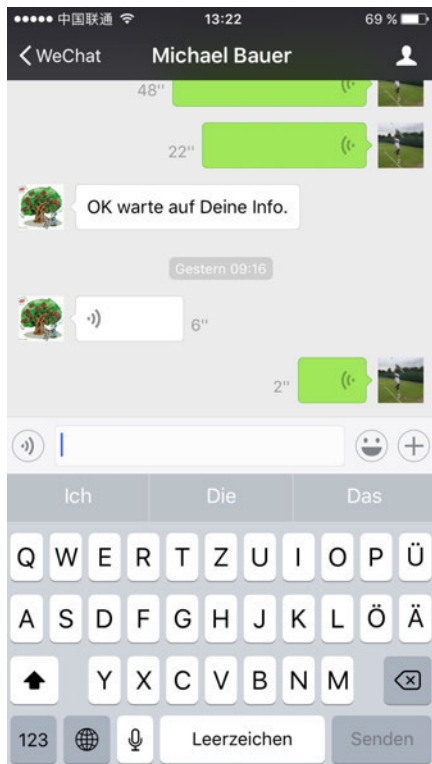 中国联通 13:22 69 %
WeChat Michael Bauer
48''
22''
OK warte auf Deine Info.
Gestern 09:16
6''
2''
Ich Die Das
Q W E R T Z U I O P Ü
A S D F G H J K L Ö Ä
Y X C V B N M
123 Leerzeichen Senden